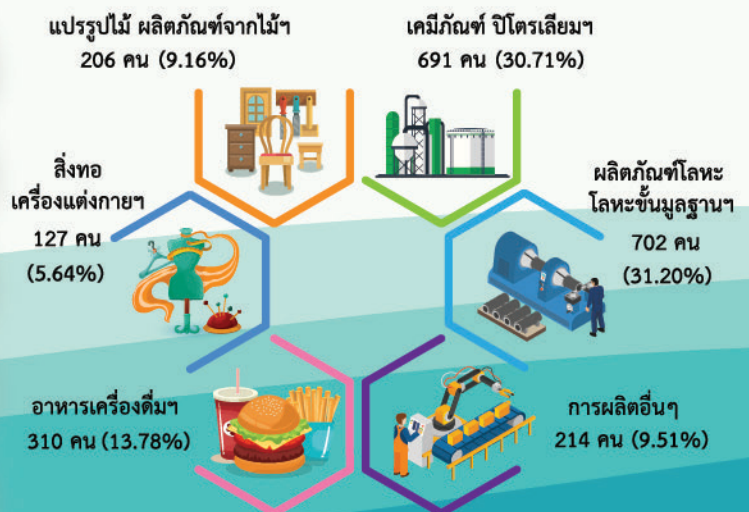 แปรรูปไม้ ผลิตภัณฑ์จากไม้ฯ
206 คน (9.16%)
เคมีภัณฑ์ ปิโตรเลียมฯ
691 คน (30.71%)
สิ่งทอ
เครื่องแต่งกายฯ
127 คน
(5.64%)
ผลิตภัณฑ์โลหะ
โลหะขั้นมูลฐานฯ
702 คน
(31.20%)
อาหารเครื่องดื่มฯ
310 คน (13.78%)
การผลิตอื่นๆ
214 คน (9.51%)